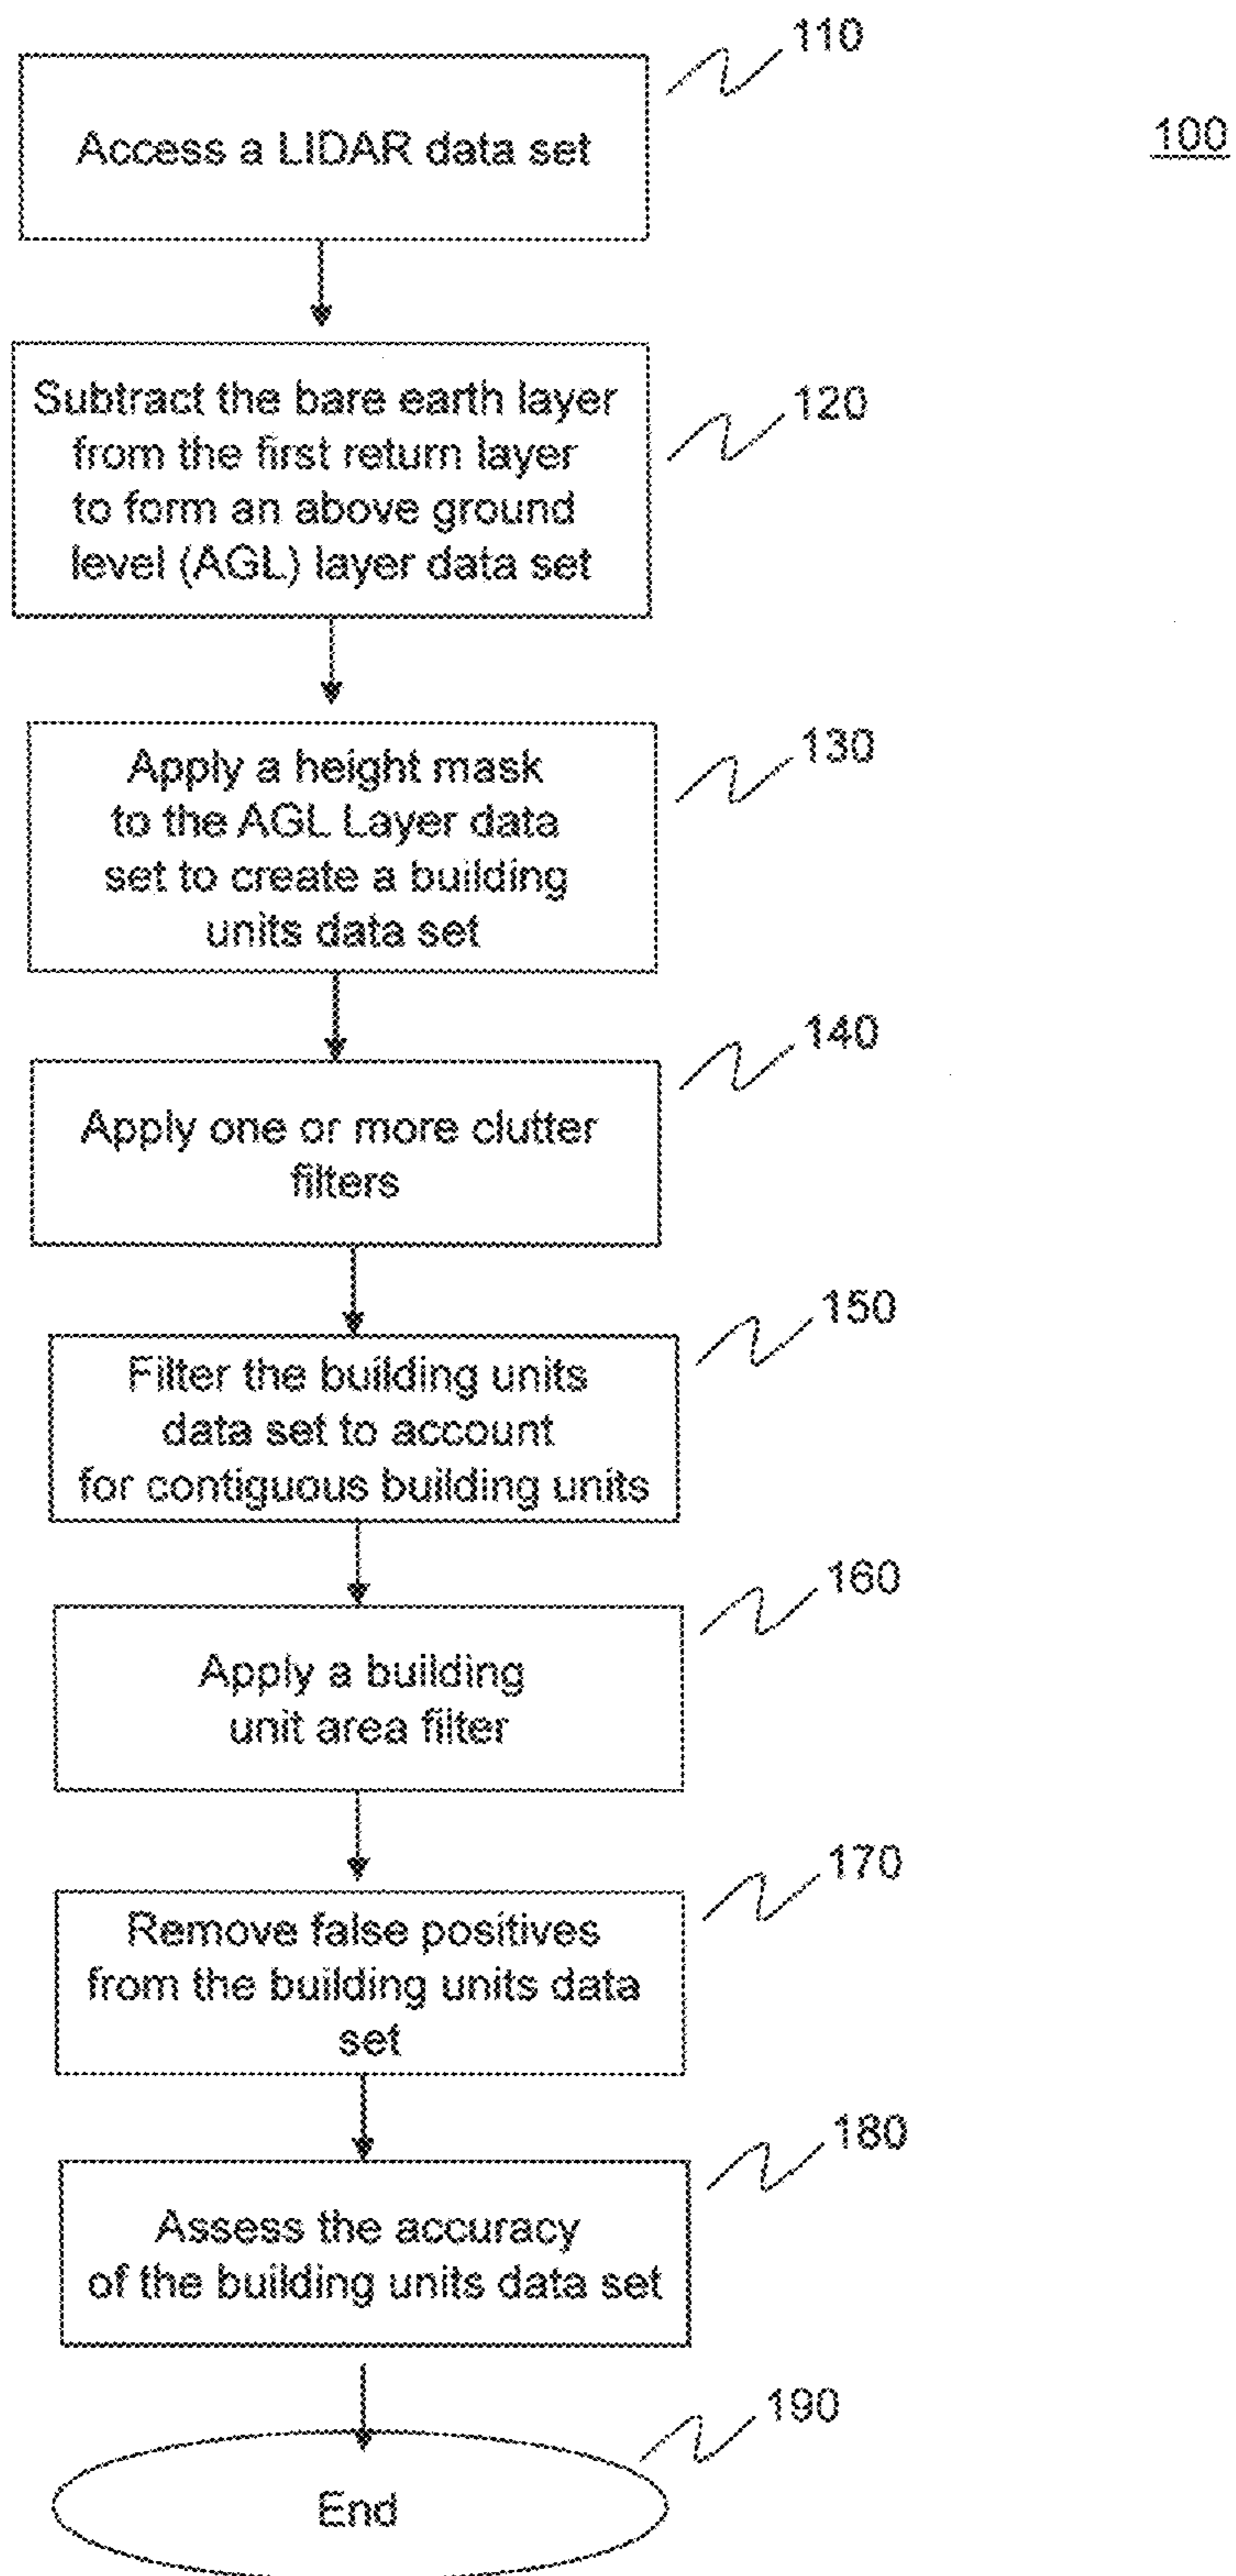 110
100
Access a LIDAR data set
120
Subtract the bare earth layer
from the first return layer
to form an above ground
level (AGL) layer data set
130
Apply a height mask
to the AGL Layer data
set to create a building
units data set
140
Apply one or more clutter
filters
150
Filter the building units
data set to account
for contiguous building units
160
Apply a building
unit area filter
170
Remove false positives
from the building units data
set
180
Assess the accuracy
of the building units data set
190
End